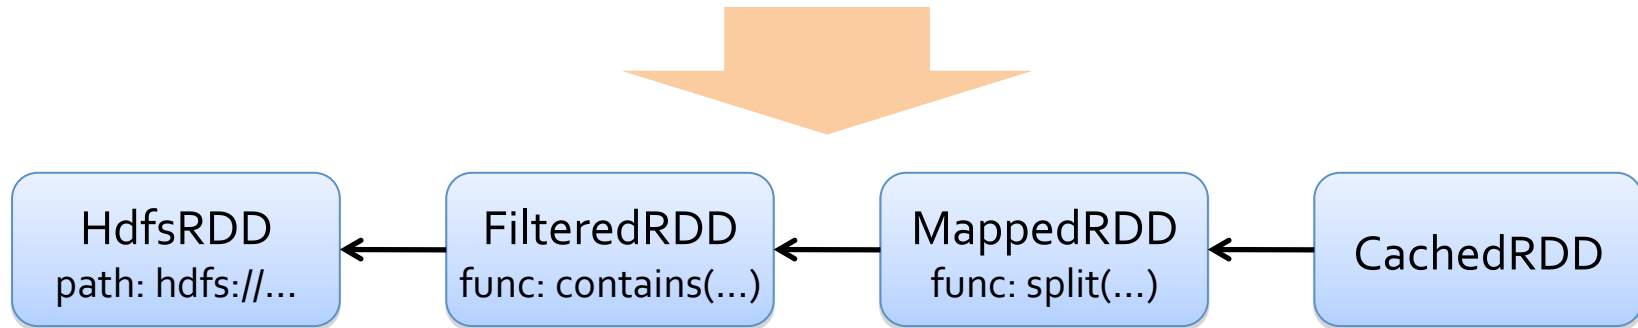 HdfsRDD
path: hdfs://…
FilteredRDD
func: contains(...)
MappedRDD
func: split(…)
CachedRDD